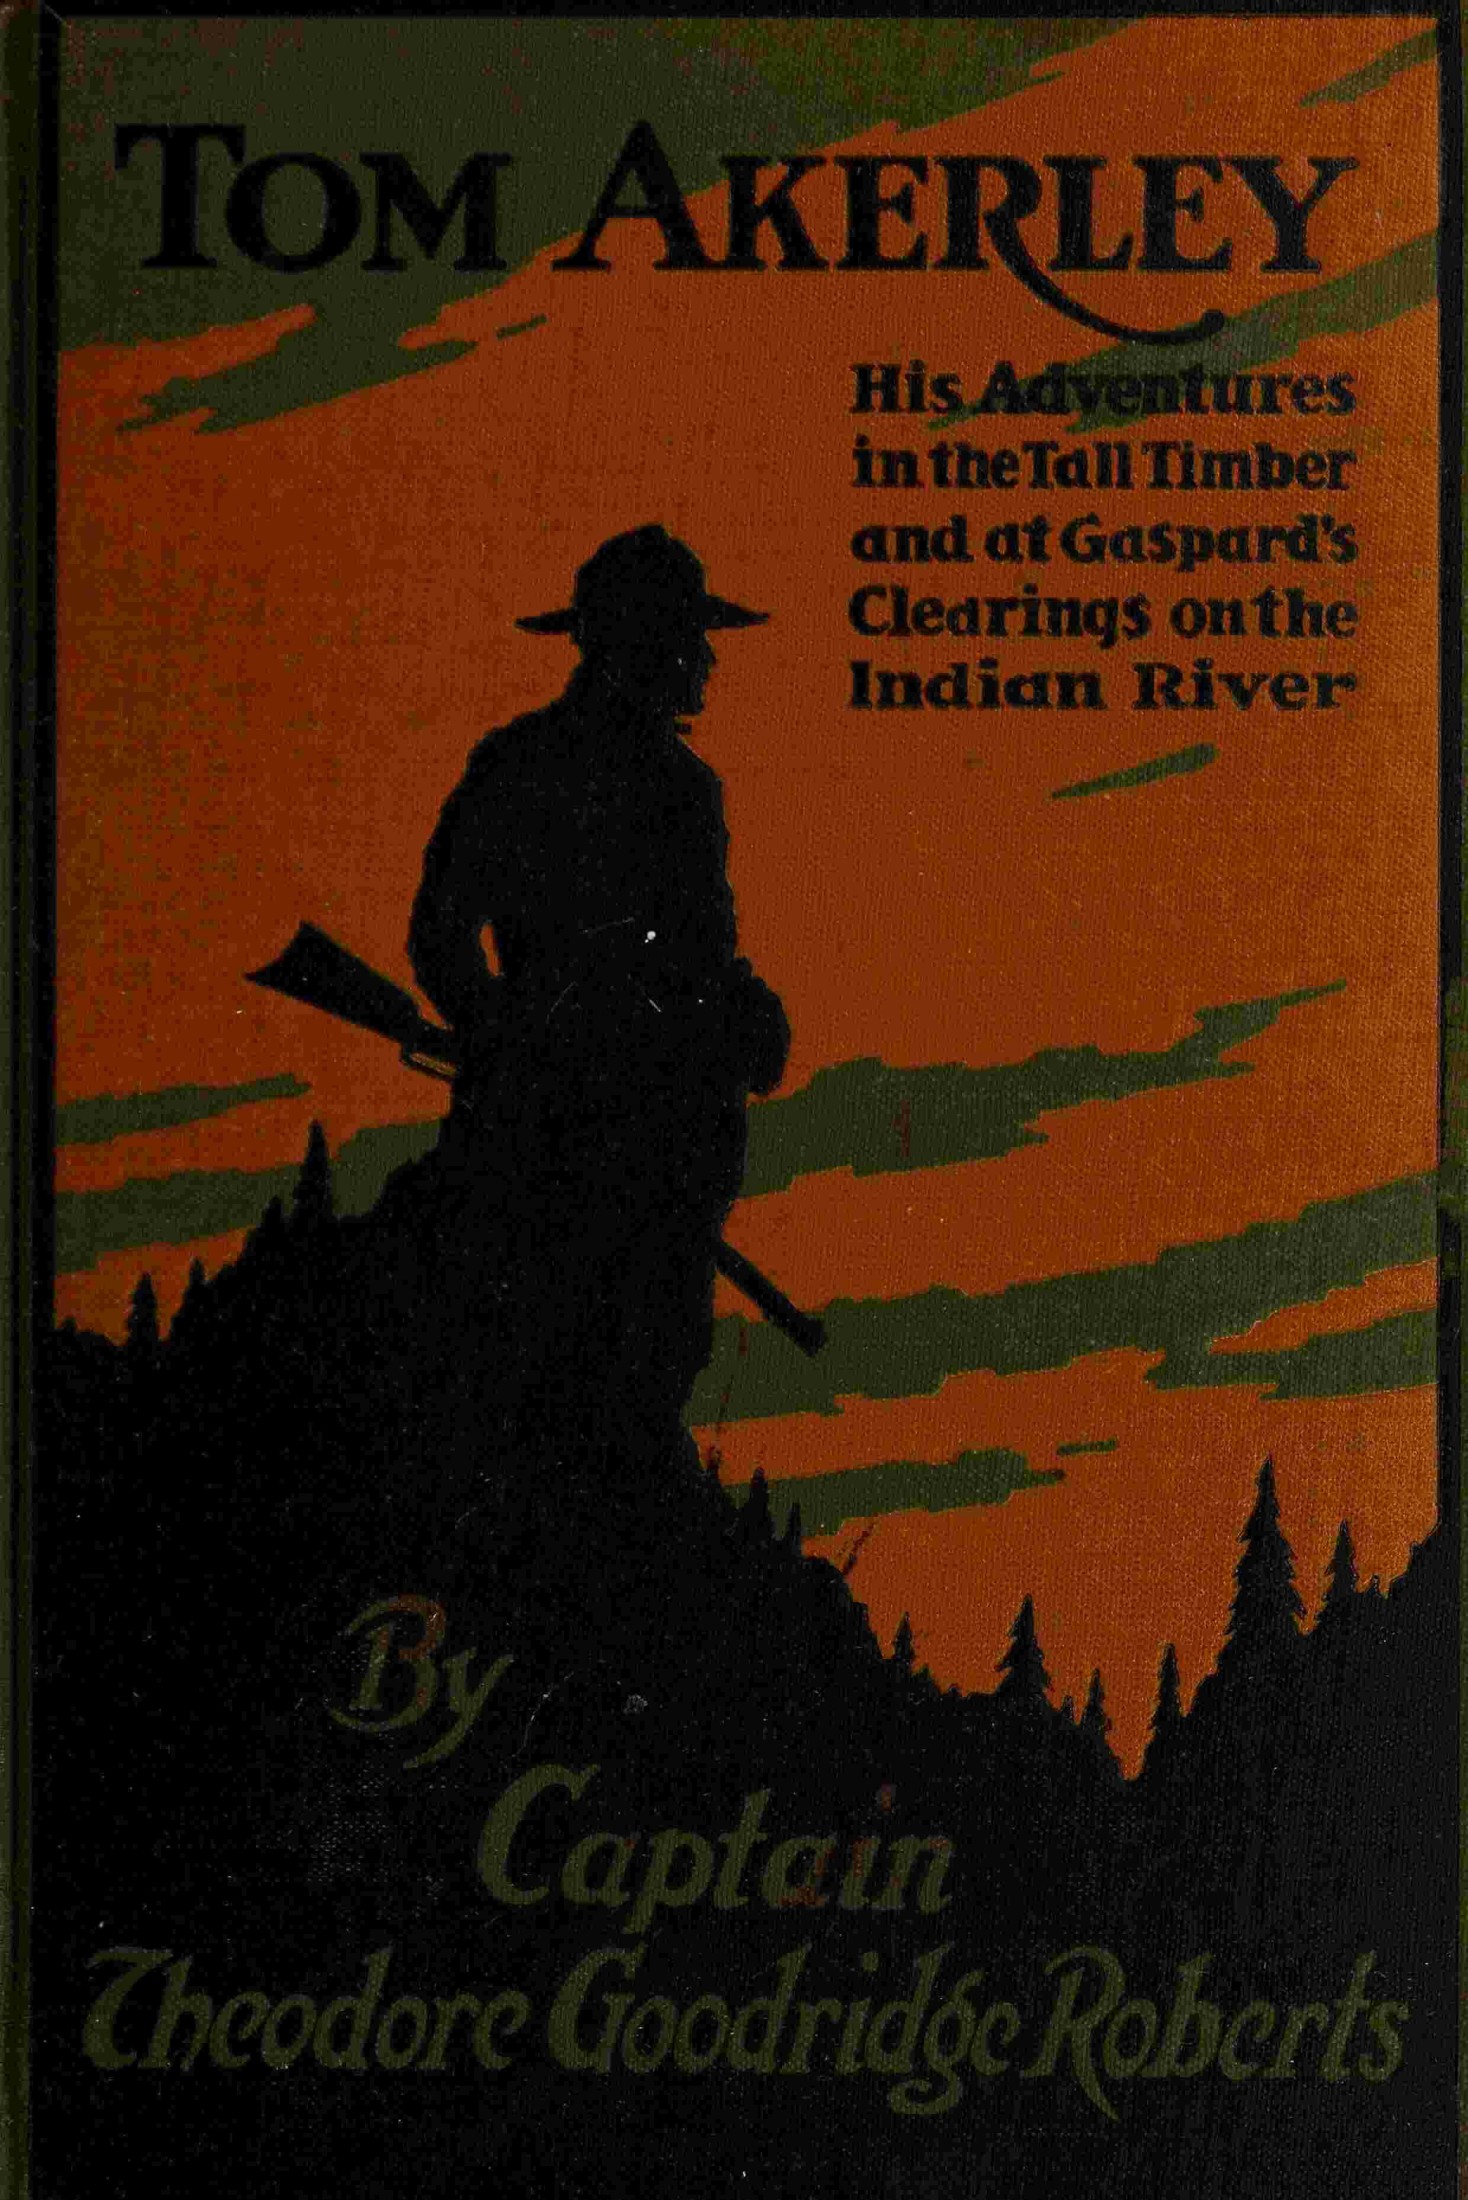 TOM AKERLEY
His Adventures
in the Tall Timber
and at Gaspard's
Clearings on the
Indian River
By
Captain
Theodore Goodridge Roberts